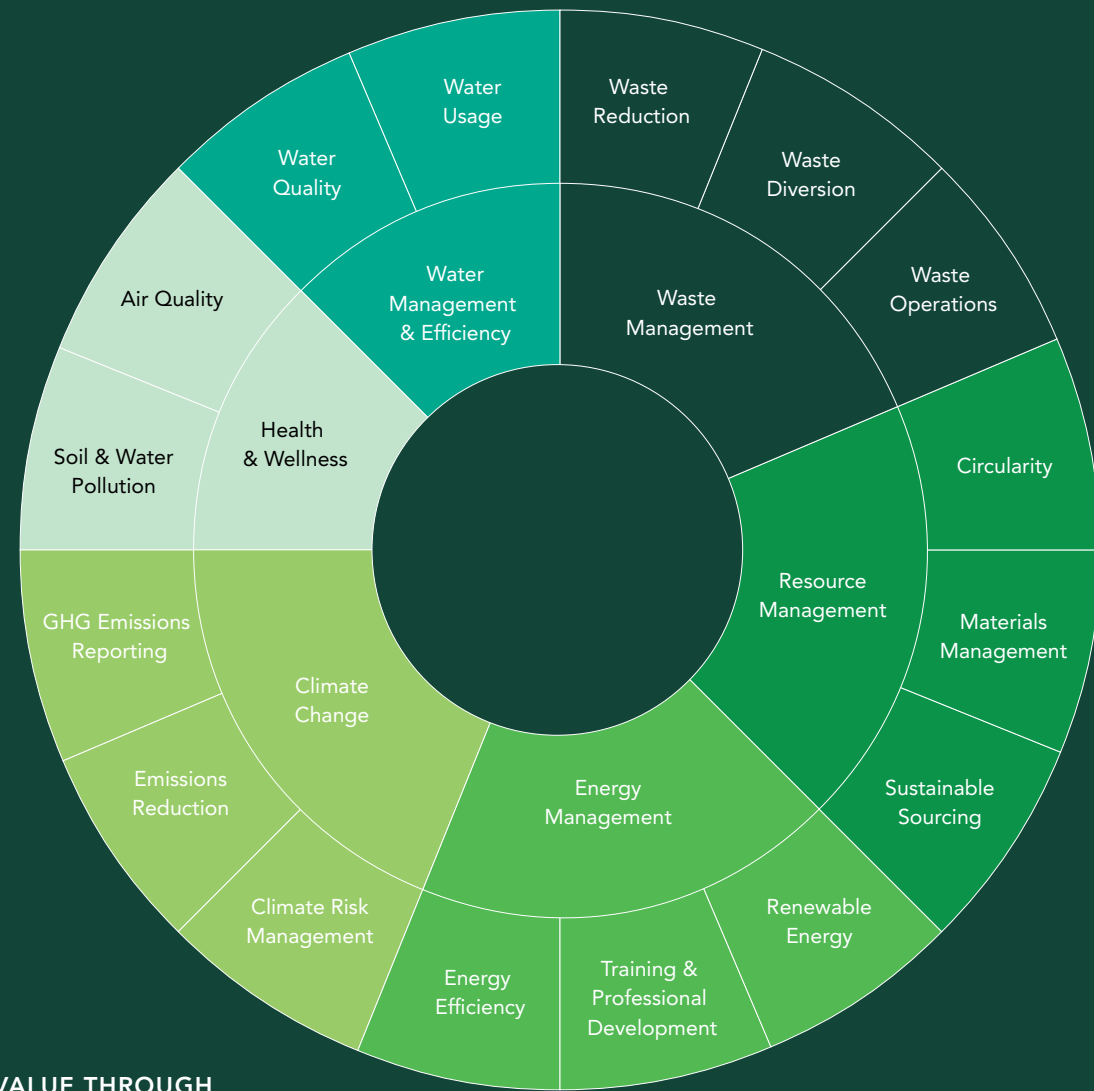 Water
Usage
Waste
Reduction
Water
Quality
Waste
Diversion
Air Quality
Water
Management
& Efficiency
Waste
Management
Waste
Operations
Soil & Water
Pollution
Health
& Wellness
Circularity
GHG Emissions
Reporting
Climate
Change
Resource
Management
Materials
Management
Emissions
Reduction
Energy
Management
Sustainable
Sourcing
Climate Risk
Management
Energy
Efficiency
Training &
Professional
Development
Renewable
Energy
VALUE THROUGH